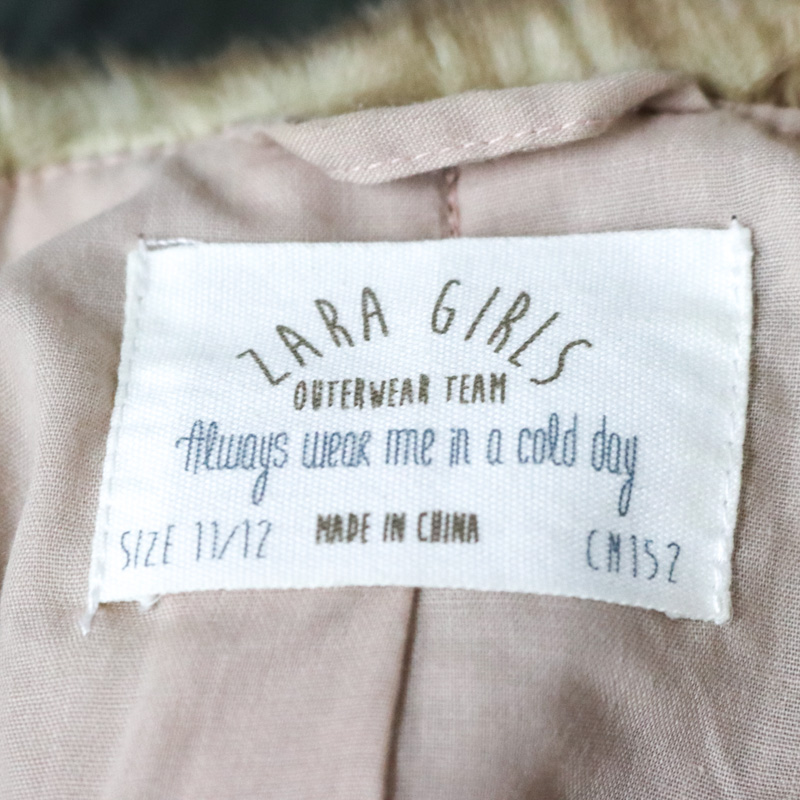 ZARA GIRLS
OUTERWEAR TEAM
Always wear me in a cold day
SIZE 11/12 MADE IN CHINA CM152